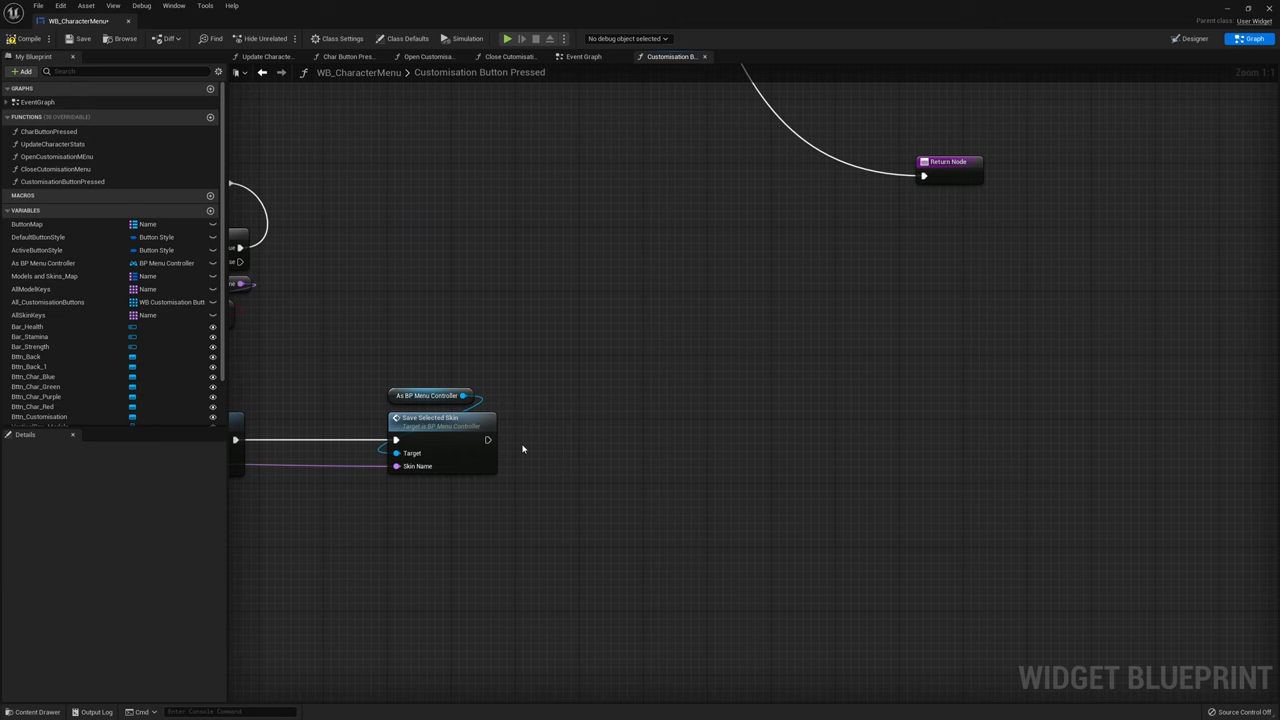 File Edit Asset View Debug Window Tools Help
WB_CharacterMenu•
Parent class: User Widget
Compile Save Browse Diff Find Hide Unrelated Class Settings Class Defaults Simulation No debug object selected
Designer Graph
My Blueprint
Update Characte... Char Button Pres... Open Customisa... Close Cutomisati... Event Graph Customisation B...
Add Search
WB_CharacterMenu > Customisation Button Pressed
Zoom 1:1
GRAPHS
EventGraph
FUNCTIONS (36 OVERRIDABLE)
CharButtonPressed
UpdateCharacterStats
OpenCustomisationMEnu
CloseCutomisationMenu
CustomisationButtonPressed
MACROS
VARIABLES
ButtonMap Name
DefaultButtonStyle Button Style
ActiveButtonStyle Button Style
As BP Menu Controller BP Menu Controller
Models and Skins_Map Name
AllModelKeys Name
All_CustomisationButtons WB Customisation Butt
AllSkinKeys Name
Bar_Health
Bar_Stamina
Bar_Strength
Bttn_Back
Bttn_Back_1
Bttn_Char_Blue
Bttn_Char_Green
Bttn_Char_Purple
Bttn_Char_Red
Bttn_Customisation
Details
Return Node
As BP Menu Controller
Save Selected Skin
Target is BP Menu Controller
Target
Skin Name
WIDGET BLUEPRINT
Content Drawer Output Log Cmd Enter Console Command
Source Control Off